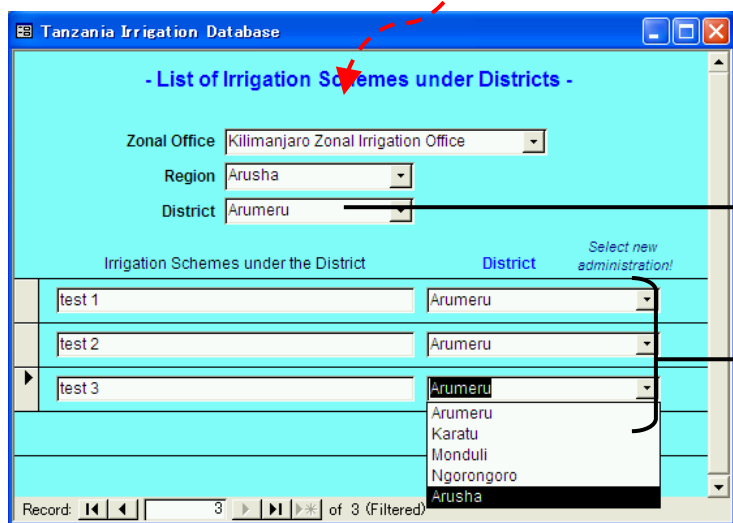 Tanzania Irrigation Database
- List of Irrigation Schemes under Districts -
Zonal Office Kilimanjaro Zonal Irrigation Office
Region Arusha
District Arumeru
Select new
Irrigation Schemes under the District District administration!
test 1 Arumeru
test 2 Arumeru
test 3 Arumeru
Arumeru
Karatu
Monduli
Ngorongoro
Arusha
Record: 3 of 3 (Filtered)